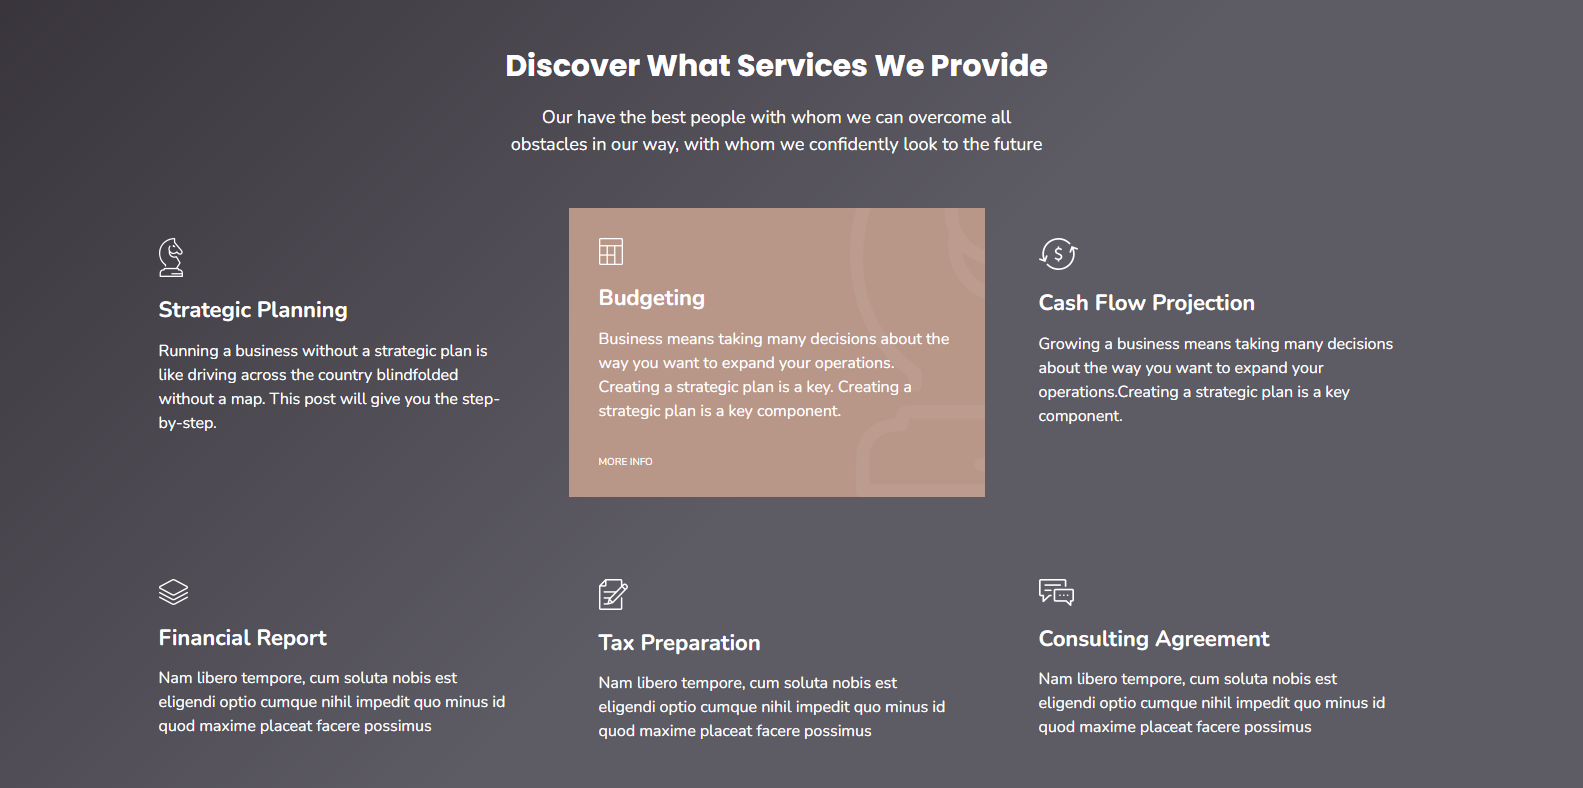 Discover What Services We Provide
Our have the best people with whom we can overcome all
obstacles in our way, with whom we confidently look to the future
Strategic Planning
Running a business without a strategic plan is
like driving across the country blindfolded
without a map. This post will give you the step-
by-step.
Budgeting
Business means taking many decisions about the
way you want to expand your operations.
Creating a strategic plan is a key. Creating a
strategic plan is a key component.
MORE INFO
Cash Flow Projection
Growing a business means taking many decisions
about the way you want to expand your
operations.Creating a strategic plan is a key
component.
Financial Report
Nam libero tempore, cum soluta nobis est
eligendi optio cumque nihil impedit quo minus id
quod maxime placeat facere possimus
Tax Preparation
Nam libero tempore, cum soluta nobis est
eligendi optio cumque nihil impedit quo minus id
quod maxime placeat facere possimus
Consulting Agreement
Nam libero tempore, cum soluta nobis est
eligendi optio cumque nihil impedit quo minus id
quod maxime placeat facere possimus